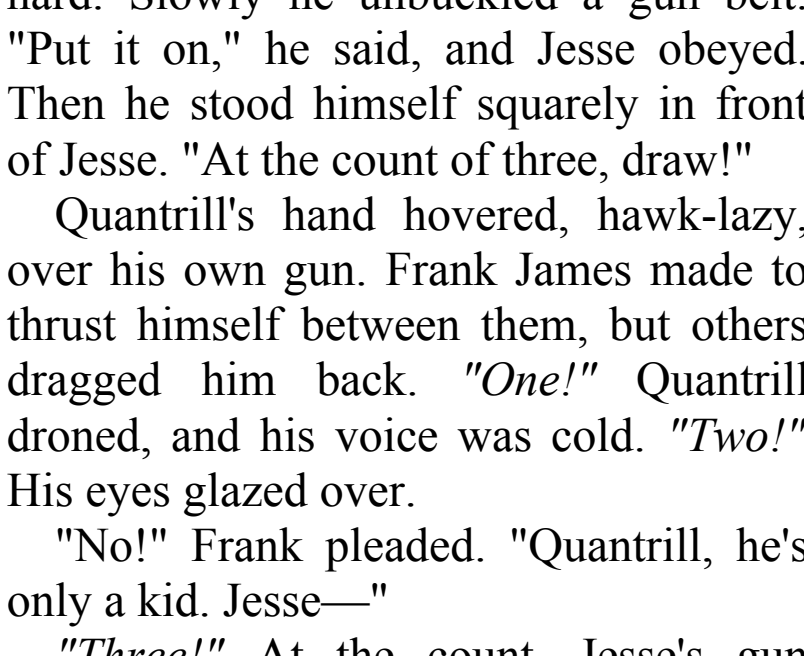 hard. Slowly he unbuckled a gun belt.
"Put it on," he said, and Jesse obeyed.
Then he stood himself squarely in front
of Jesse. "At the count of three, draw!"
Quantrill's hand hovered, hawk-lazy,
over his own gun. Frank James made to
thrust himself between them, but others
dragged him back. "One!" Quantrill
droned, and his voice was cold. "Two!"
His eyes glazed over.
"No!" Frank pleaded. "Quantrill, he's
only a kid. Jesse—"
"Three!" At the count, Jesse's gun